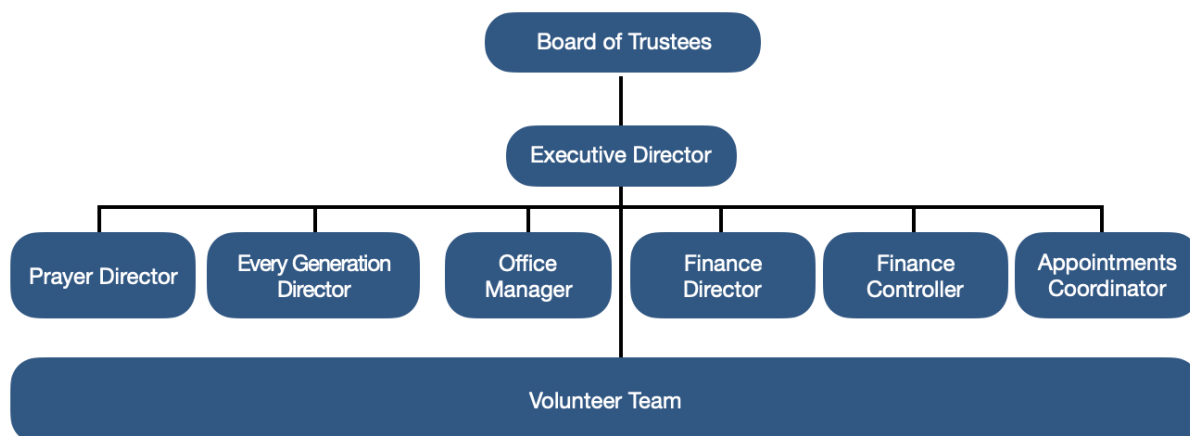 Board of Trustees
Executive Director
Prayer Director
Every Generation
Director
Office
Manager
Finance
Director
Finance
Controller
Appointments
Coordinator
Volunteer Team